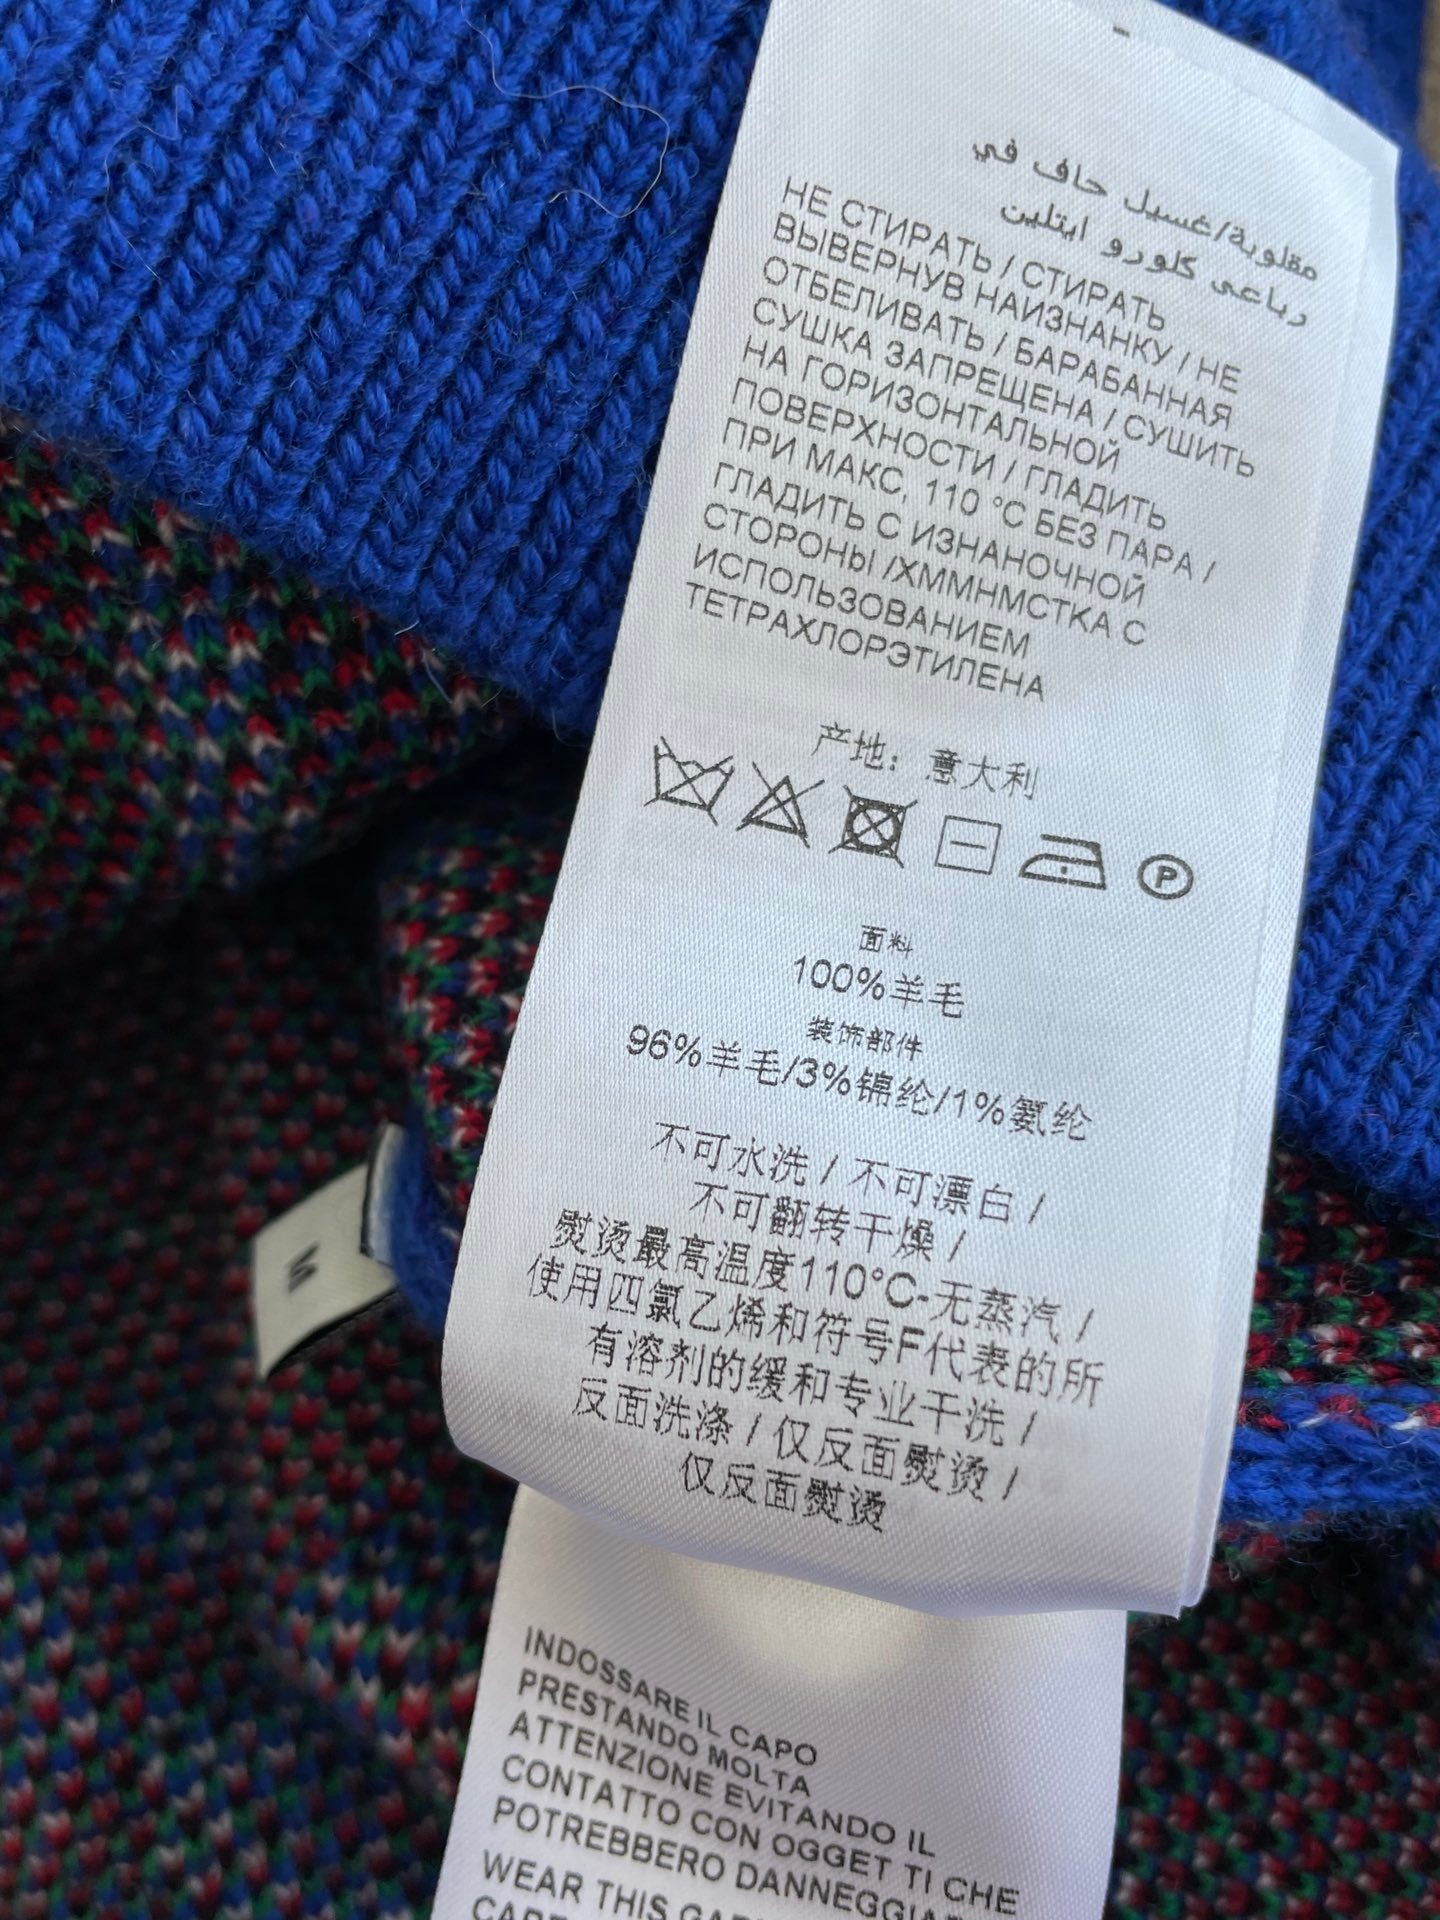 مقلوبة/غسيل جاف في
رباعي كلورو ايتلين
НЕ СТИРАТЬ / СТИРАТЬ
ВЫВЕРНУВ НАИЗНАНКУ / НЕ
ОТБЕЛИВАТЬ / БАРАБАННАЯ
СУШКА ЗАПРЕЩЕНА / СУШИТЬ
НА ГОРИЗОНТАЛЬНОЙ
ПОВЕРХНОСТИ / ГЛАДИТЬ
ПРИ МАКС, 110 °C БЕЗ ПАРА /
ГЛАДИТЬ С ИЗНАНОЧНОЙ
СТОРОНЫ /ХММНМСТКА С
ИСПОЛЬЗОВАНИЕМ
ТЕТРАХЛОРЭТИЛЕНА
产地：意大利
P
面料
100%羊毛
装饰部件
96%羊毛/3%锦纶/1%氨纶
不可水洗 / 不可漂白 /
不可翻转干燥 /
熨烫最高温度110°C-无蒸汽 /
使用四氯乙烯和符号F代表的所
有溶剂的缓和专业干洗 /
反面洗涤 / 仅反面熨烫 /
仅反面熨烫
M
INDOSSARE IL CAPO
PRESTANDO MOLTA
ATTENZIONE EVITANDO IL
CONTATTO CON OGGETTI CHE
POTREBBERO DANNEGGIA
WEAR THIS GAR